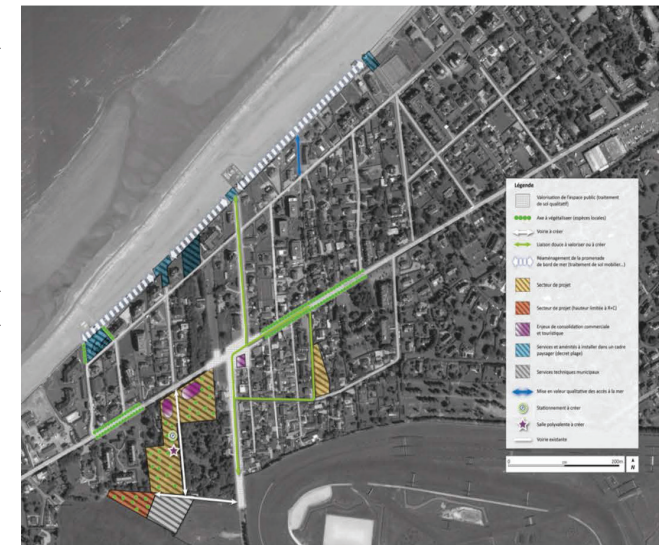 Légende
Valorisation de l'espace public (traitement
de sol qualitatif)
Axe à végétaliser (espèces locales)
Voirie à créer
Liaison douce à valoriser ou à créer
Réaménagement de la promenade
de bord de mer (traitement de sol mobilier...)
Secteur de projet
Secteur de projet (hauteur limitée à R+C)
Enjeux de consolidation commerciale
et touristique
Services et aménités à installer dans un cadre
paysager (decret plage)
Services techniques municipaux
Mise en valeur qualitative des accès à la mer
Stationnement à créer
Salle polyvalente à créer
Voirie existante
0
200m
N